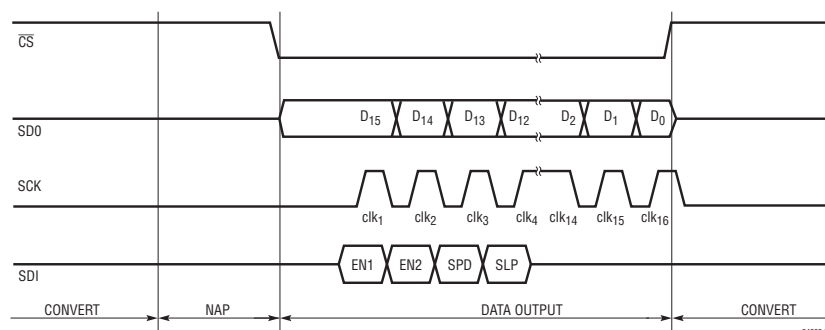 CS
SD0
D15 D14 D13 D12 D2 D1 D0
SCK
clk1 clk2 clk3 clk4 clk14 clk15 clk16
SDI
EN1 EN2 SPD SLP
CONVERT NAP DATA OUTPUT CONVERT